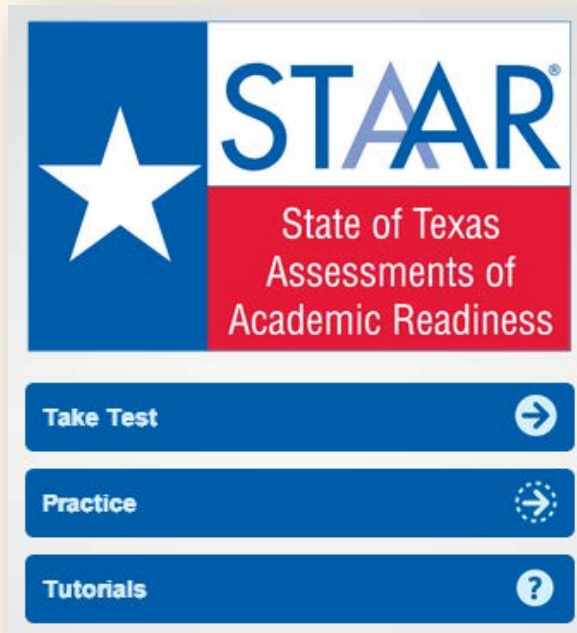 STAAR®
State of Texas
Assessments of
Academic Readiness
Take Test
Practice
Tutorials
?